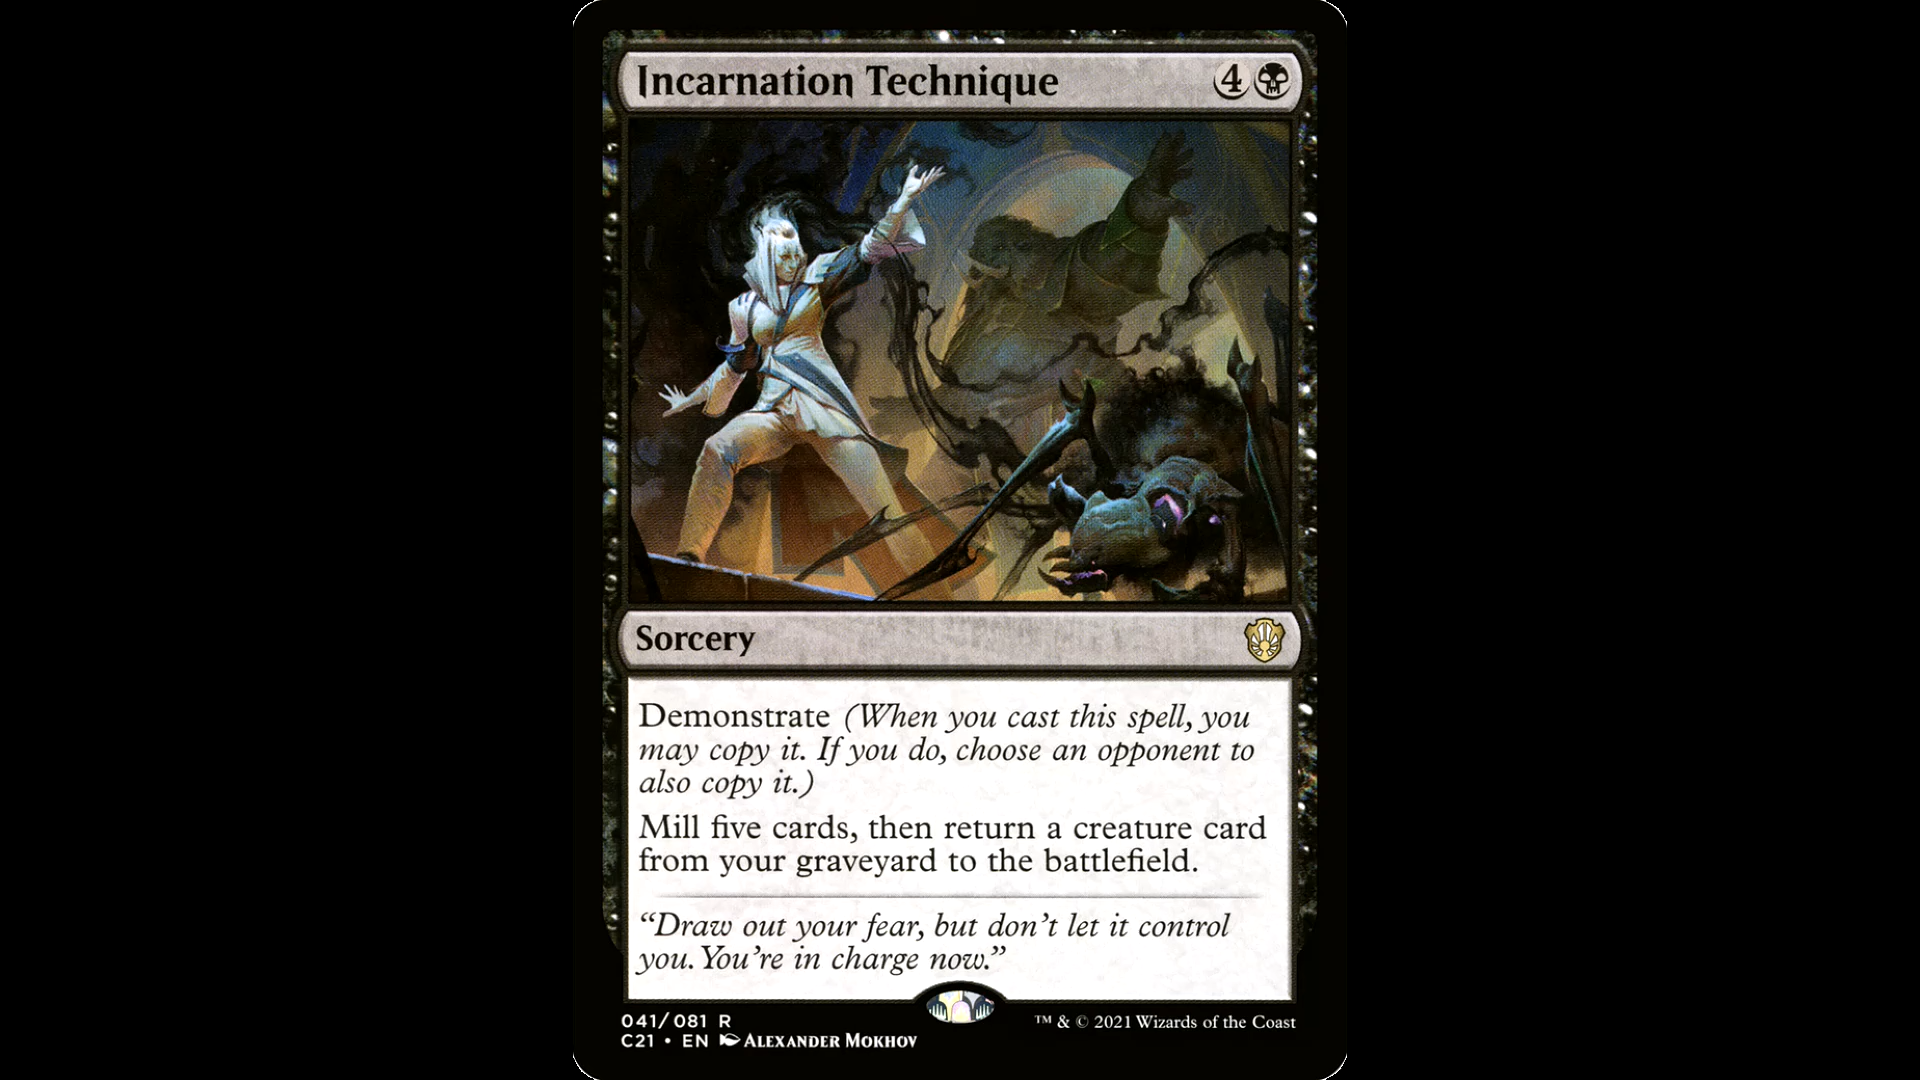 Incarnation Technique 4
Sorcery
Demonstrate (When you cast this spell, you
may copy it. If you do, choose an opponent to
also copy it.)
Mill five cards, then return a creature card
from your graveyard to the battlefield.
“Draw out your fear, but don’t let it control
you. You’re in charge now.”
041/081 R
C21 • EN Alexander Mokhov
™ & © 2021 Wizards of the Coast